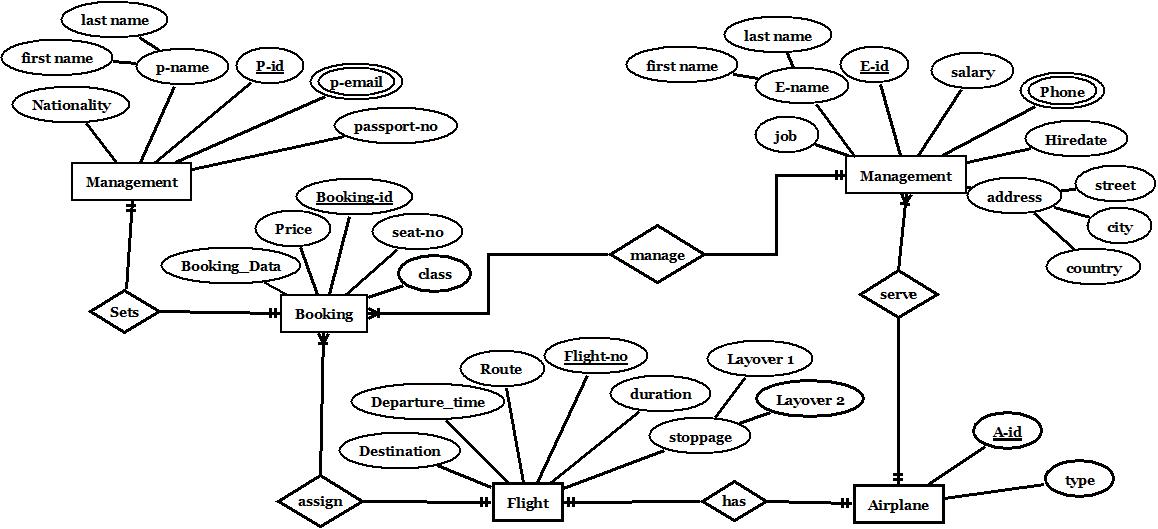 last name
first name
p-name
P-id
p-email
Nationality
passport-no
Management
last name
first name
E-name
E-id
salary
Phone
job
Hiredate
Management
address
street
city
country
Booking-id
Price
seat-no
Booking_Data
class
manage
serve
Sets
Booking
Flight-no
Layover 1
Route
duration
Layover 2
Departure_time
stoppage
Destination
A-id
type
assign
Flight
has
Airplane